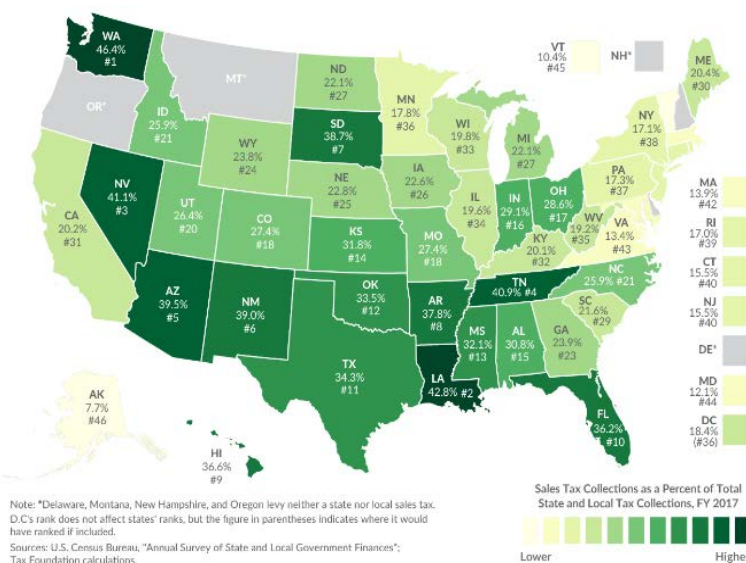 WA
46.4%
#1
MT*
ND
22.1%
#27
MN
17.8%
#36
VT
10.4%
#45
NH*
ME
20.4%
#30
OR*
ID
25.9%
#21
WY
23.8%
#24
SD
38.7%
#7
WI
19.8%
#33
MI
22.1%
#27
NY
17.1%
#38
NV
41.1%
#3
UT
26.4%
#20
CO
27.4%
#18
NE
22.8%
#25
IA
22.6%
#26
IL
19.6%
#34
IN
29.1%
#16
OH
28.6%
#17
PA
17.3%
#37
MA
13.9%
#42
CA
20.2%
#31
KS
31.8%
#14
MO
27.4%
#18
KY
20.1%
#32
WV
19.2%
#35
VA
13.4%
#43
RI
17.0%
#39
AZ
39.5%
#5
NM
39.0%
#6
OK
33.5%
#12
AR
37.8%
#8
TN
40.9% #4
NC
25.9% #21
CT
15.5%
#40
TX
34.3%
#11
LA
42.8% #2
MS
32.1%
#13
AL
30.8%
#15
GA
23.9%
#23
SC
21.6%
#29
NJ
15.5%
#40
DE*
AK
7.7%
#46
HI
36.6%
#9
FL
36.2%
#10
MD
12.1%
#44
DC
18.4%
(#36)
Note: *Delaware, Montana, New Hampshire, and Oregon levy neither a state nor local sales tax.
D.C's rank does not affect states' ranks, but the figure in parentheses indicates where it would
have ranked if included.
Sources: U.S. Census Bureau, "Annual Survey of State and Local Government Finances";
Tax Foundation calculations.
Sales Tax Collections as a Percent of Total
State and Local Tax Collections, FY 2017
Lower
Highe